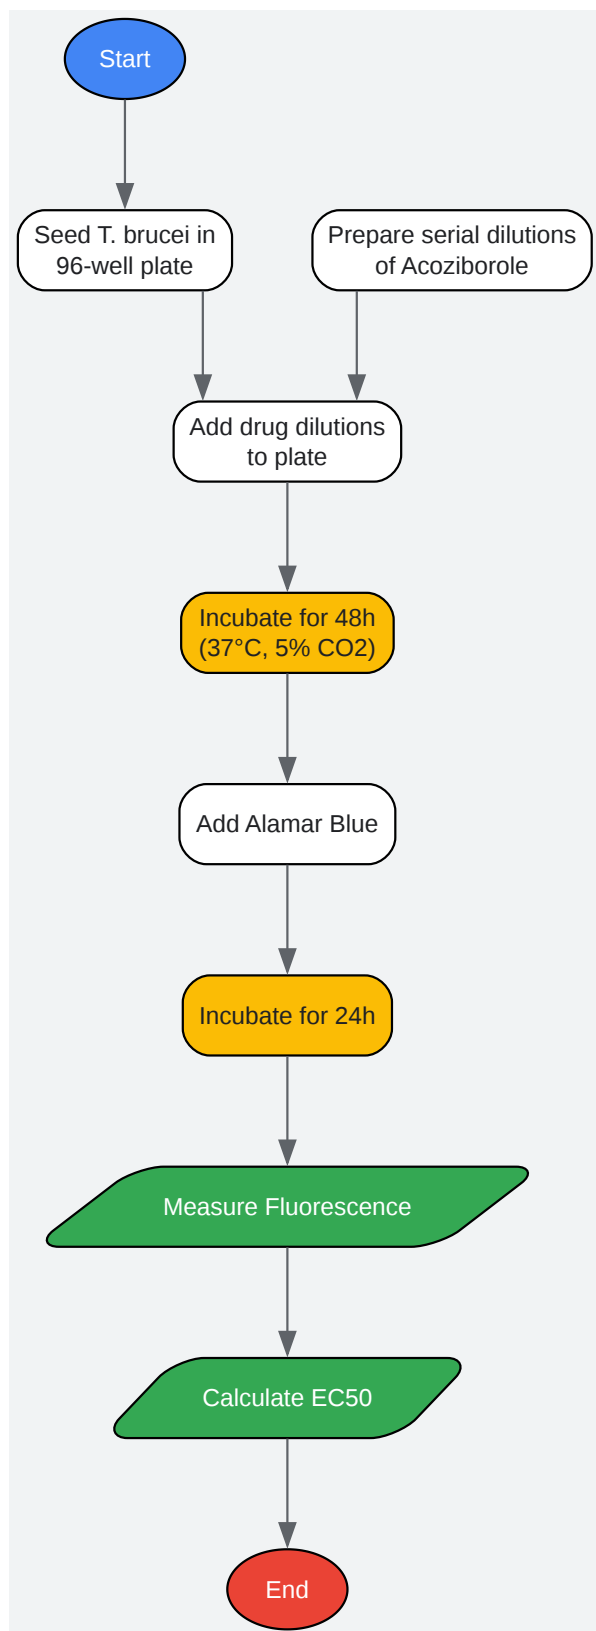 Start
Seed T. brucei in
96-well plate
Prepare serial dilutions
of Acoziborole
Add drug dilutions
to plate
Incubate for 48h
(37°C, 5% CO2)
Add Alamar Blue
Incubate for 24h
Measure Fluorescence
Calculate EC50
End